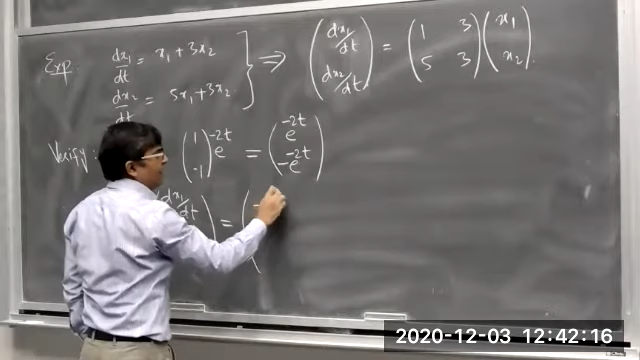 Exp. dx₁/dt = x₁ + 3x₂ } ⇒ (dx₁/dt dx₂/dt) = (1 3 5 3)(x₁ x₂).
dx₂/dt = 5x₁ + 3x₂
Verify: (1 -1) e^-2t = (e^-2t -e^-2t)
dx₁/dt = ( -
2020-12-03 12:42:16